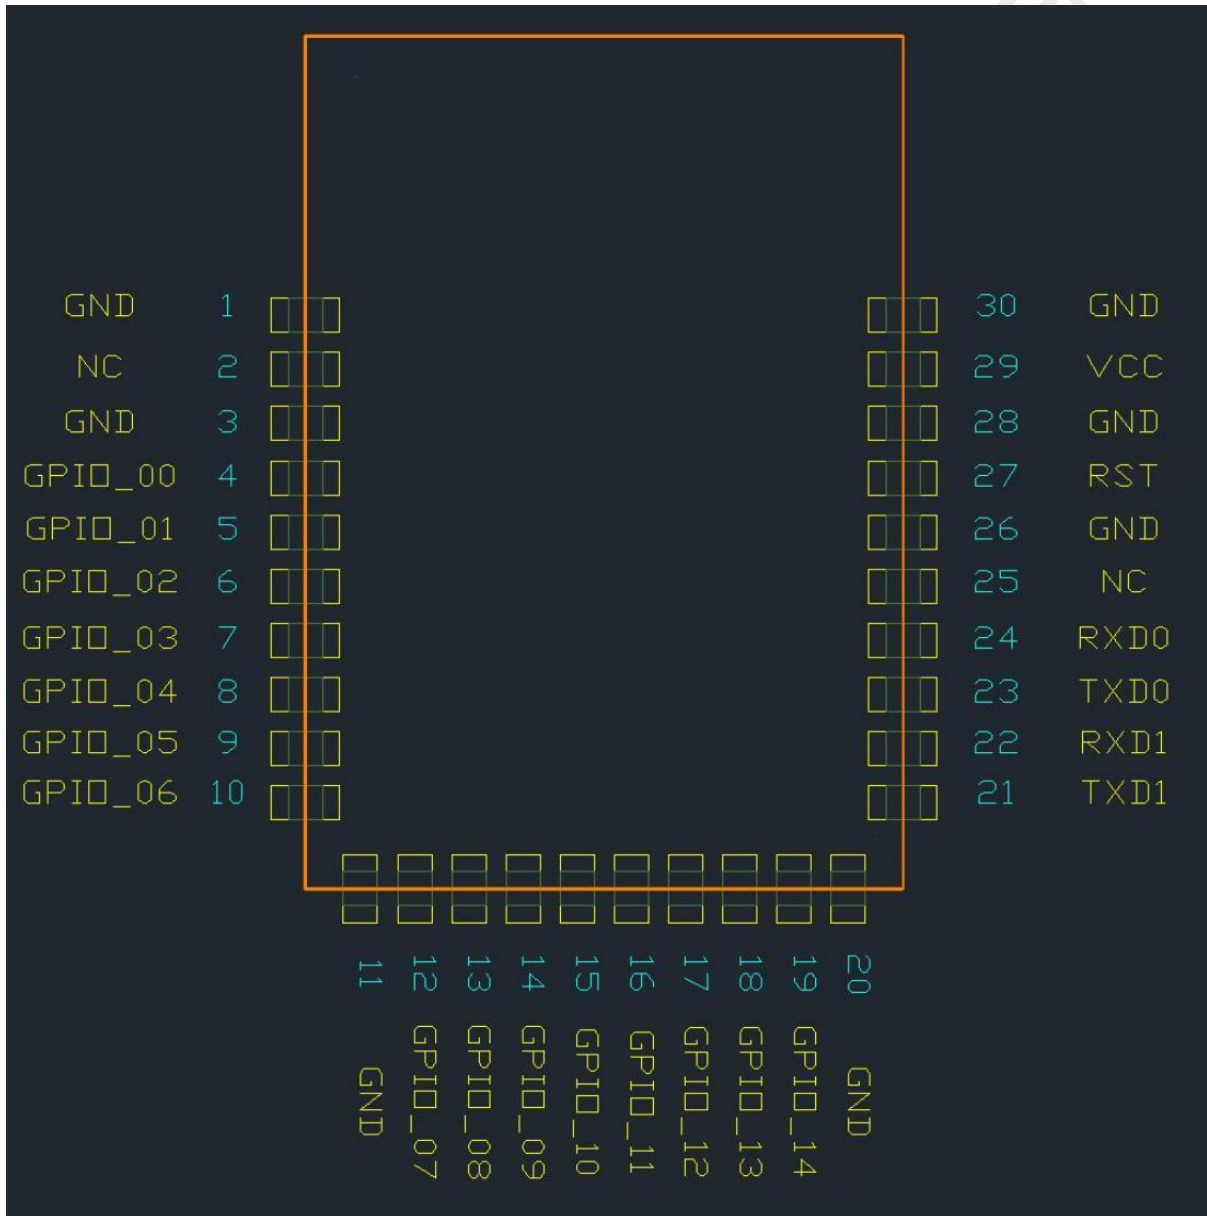 GND 1 30 GND
NC 2 29 VCC
GND 3 28 GND
GPIO_00 4 27 RST
GPIO_01 5 26 GND
GPIO_02 6 25 NC
GPIO_03 7 24 RXD0
GPIO_04 8 23 TXD0
GPIO_05 9 22 RXD1
GPIO_06 10 21 TXD1
11 12 13 14 15 16 17 18 19 20
GND GPIO_07 GPIO_08 GPIO_09 GPIO_10 GPIO_11 GPIO_12 GPIO_13 GPIO_14 GND